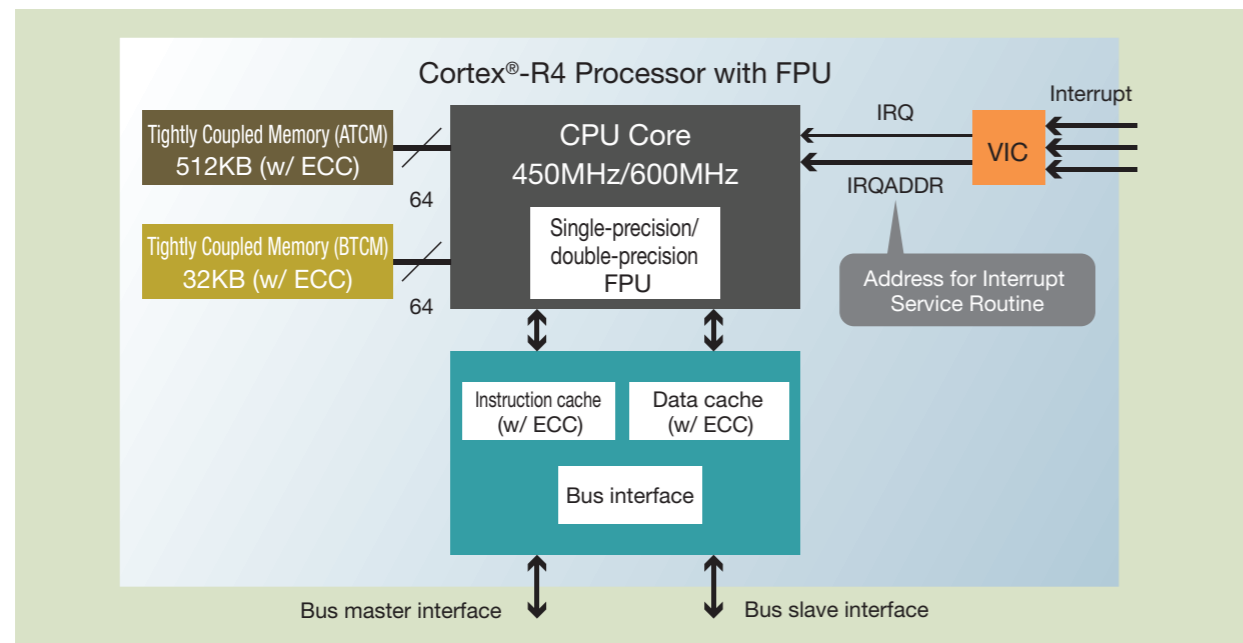 Cortex®-R4 Processor with FPU
Tightly Coupled Memory (ATCM)
512KB (w/ ECC)
64
Tightly Coupled Memory (BTCM)
32KB (w/ ECC)
64
CPU Core
450MHz/600MHz
Single-precision/
double-precision
FPU
IRQ
IRQADDR
VIC
Interrupt
Address for Interrupt
Service Routine
Instruction cache
(w/ ECC)
Data cache
(w/ ECC)
Bus interface
Bus master interface
Bus slave interface